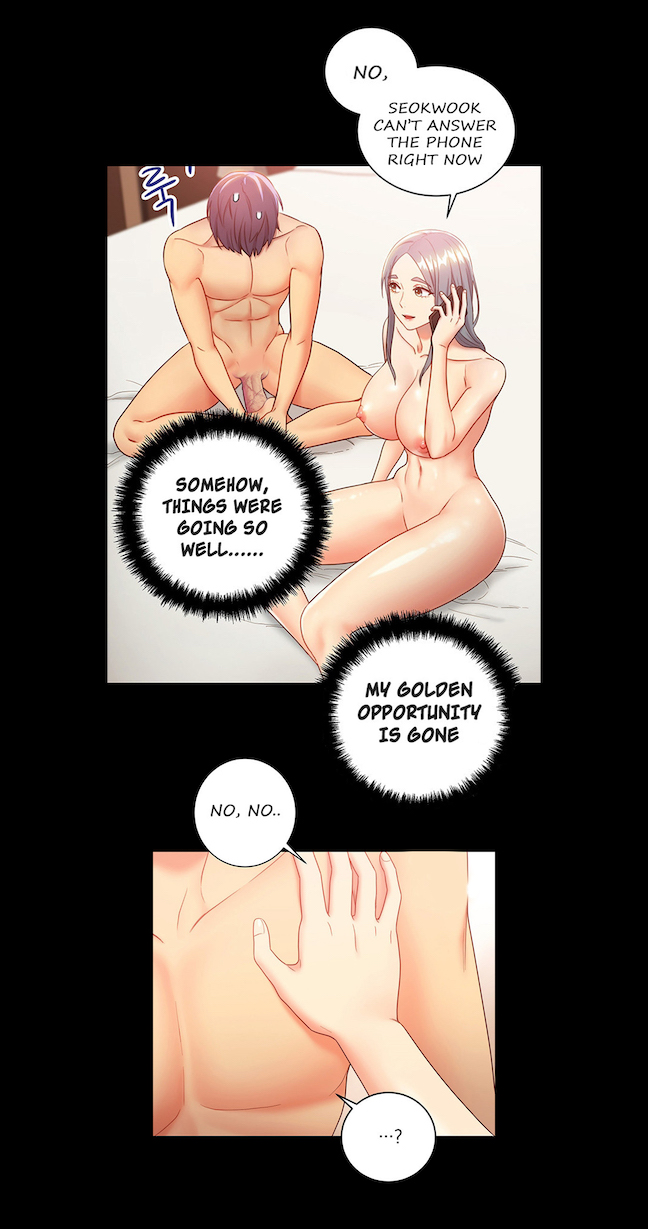 NO,
SEOKWOOK
CAN'T ANSWER
THE PHONE
RIGHT NOW
SOMEHOW,
THINGS WERE
GOING SO
WELL......
MY GOLDEN
OPPORTUNITY
IS GONE
NO, NO..
...?